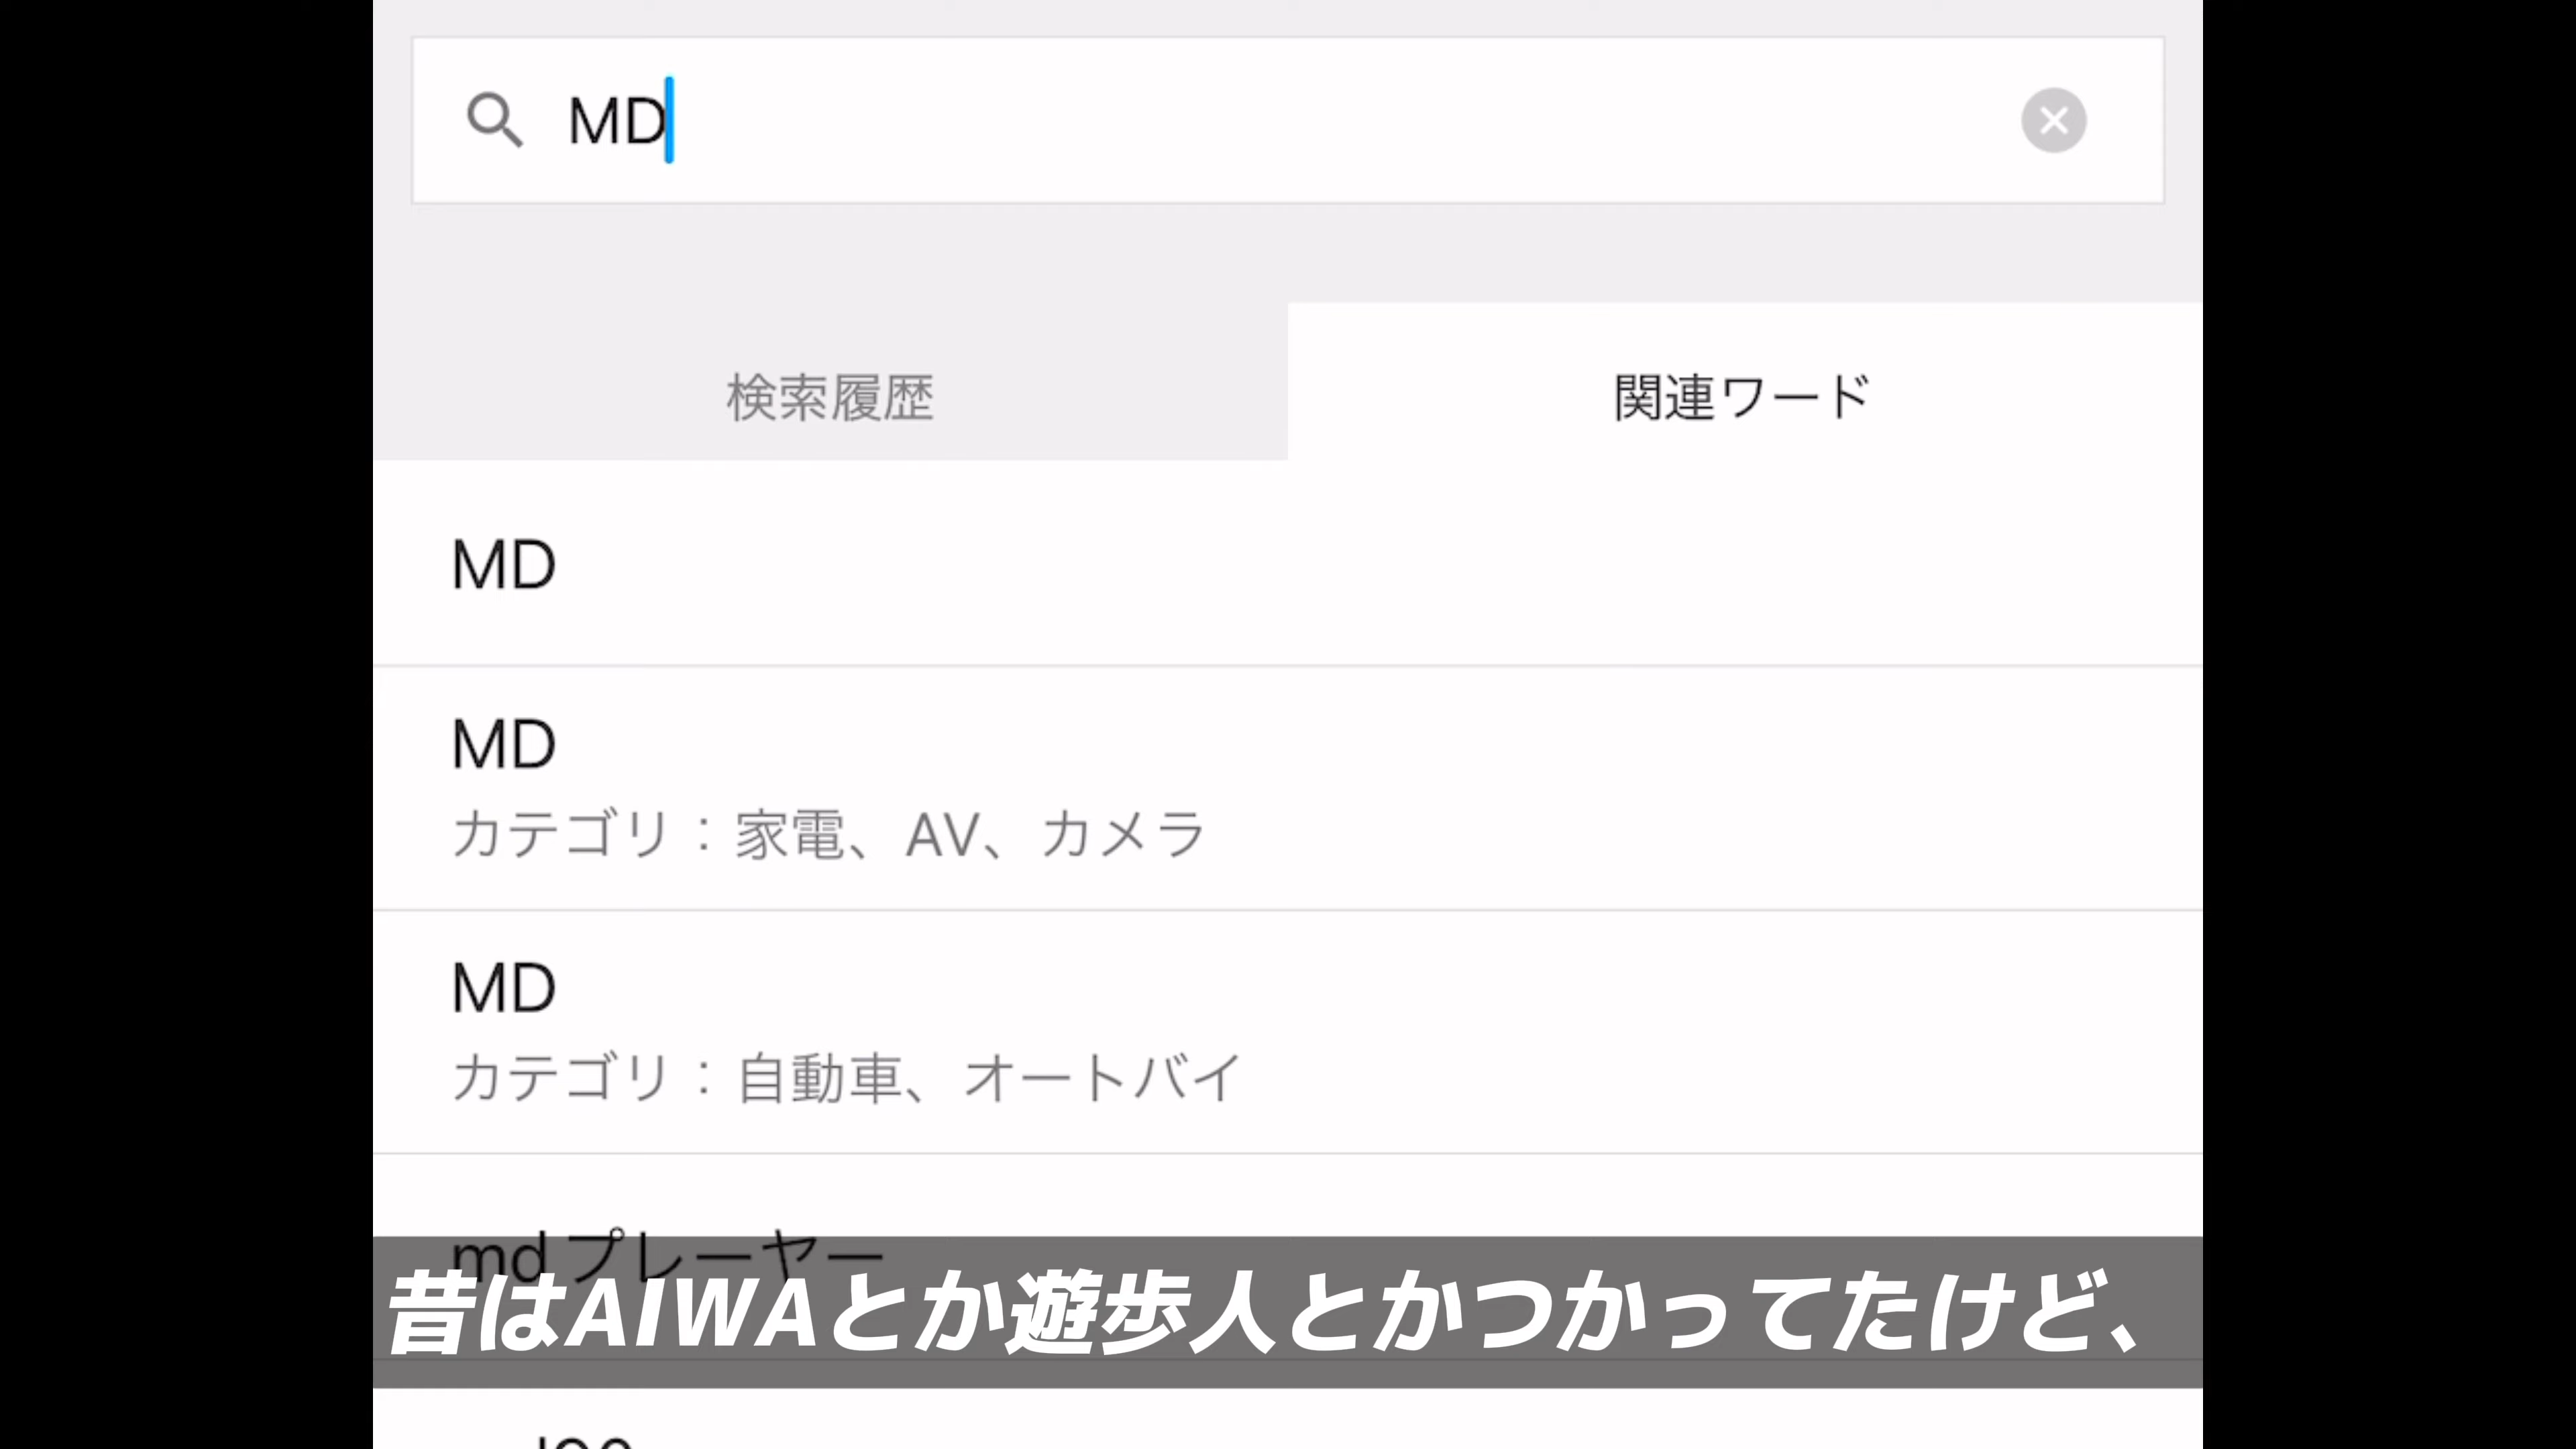 MD
検索履歴
関連ワード
MD
MD
カテゴリ：家電、AV、カメラ
MD
カテゴリ：自動車、オートバイ
md プレーヤー
昔はAIWAとか遊歩人とかつかってたけど、